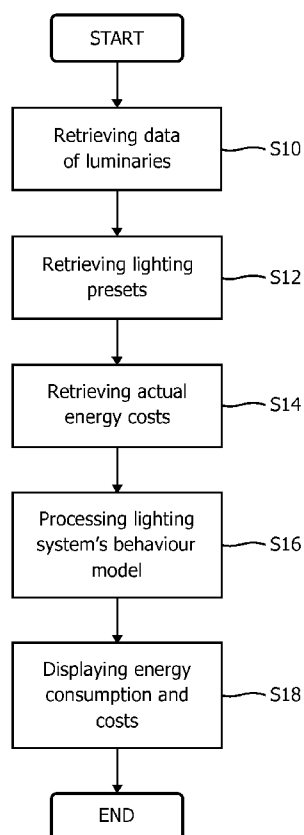 START
Retrieving data
of luminaries
S10
Retrieving lighting
presets
S12
Retrieving actual
energy costs
S14
Processing lighting
system's behaviour
model
S16
Displaying energy
consumption and
costs
S18
END